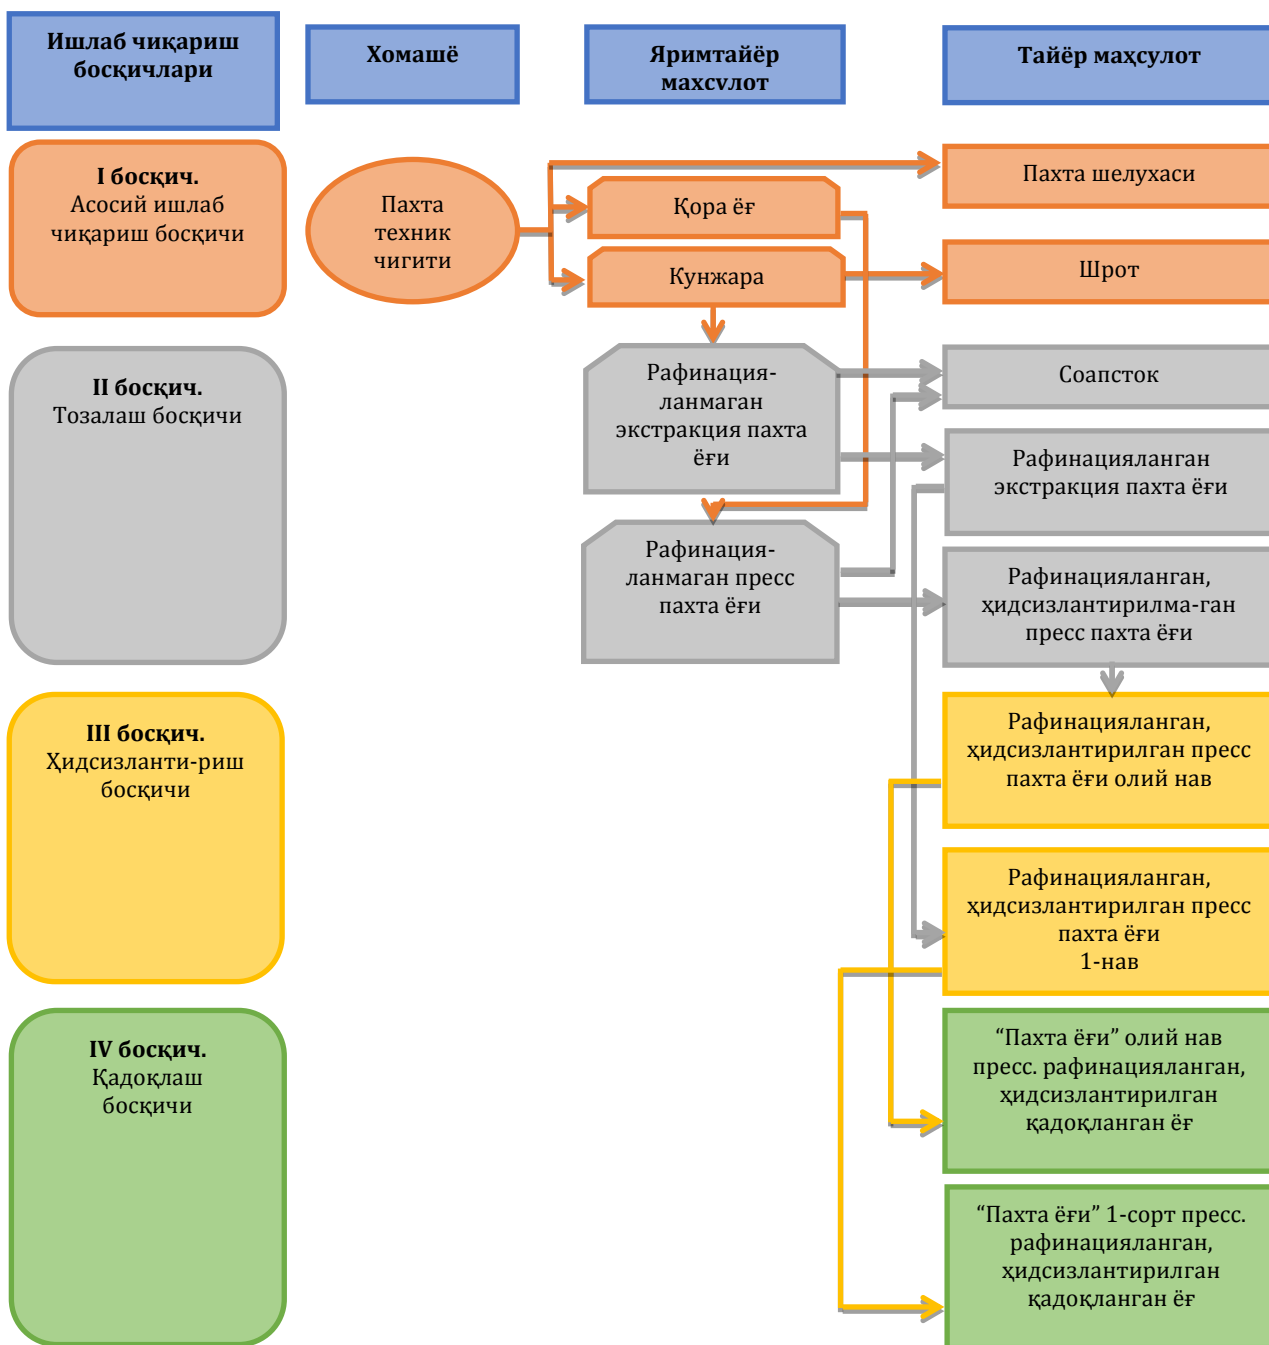 Ишлаб чиқариш
босқичлари
Хомашё
Яримтайёр
махсулот
Тайёр маҳсулот
I босқич.
Асосий ишлаб
чиқариш босқичи
Пахта
техник
чигити
Қора ёғ
Кунжара
Пахта шелухаси
Шрот
II босқич.
Тозалаш босқичи
Рафинация-
ланмаган
экстракция пахта
ёғи
Рафинация-
ланмаган пресс
пахта ёғи
Соапсток
Рафинацияланган
экстракция пахта ёғи
Рафинацияланган,
ҳидсизлантирилма-ган
пресс пахта ёғи
III босқич.
Ҳидсизланти-риш
босқичи
Рафинацияланган,
ҳидсизлантирилган пресс
пахта ёғи олий нав
Рафинацияланган,
ҳидсизлантирилган пресс
пахта ёғи
1-нав
IV босқич.
Қадоқлаш
босқичи
“Пахта ёғи” олий нав
пресс. рафинацияланган,
ҳидсизлантирилган
қадоқланган ёғ
“Пахта ёғи” 1-сорт пресс.
рафинацияланган,
ҳидсизлантирилган
қадоқланган ёғ